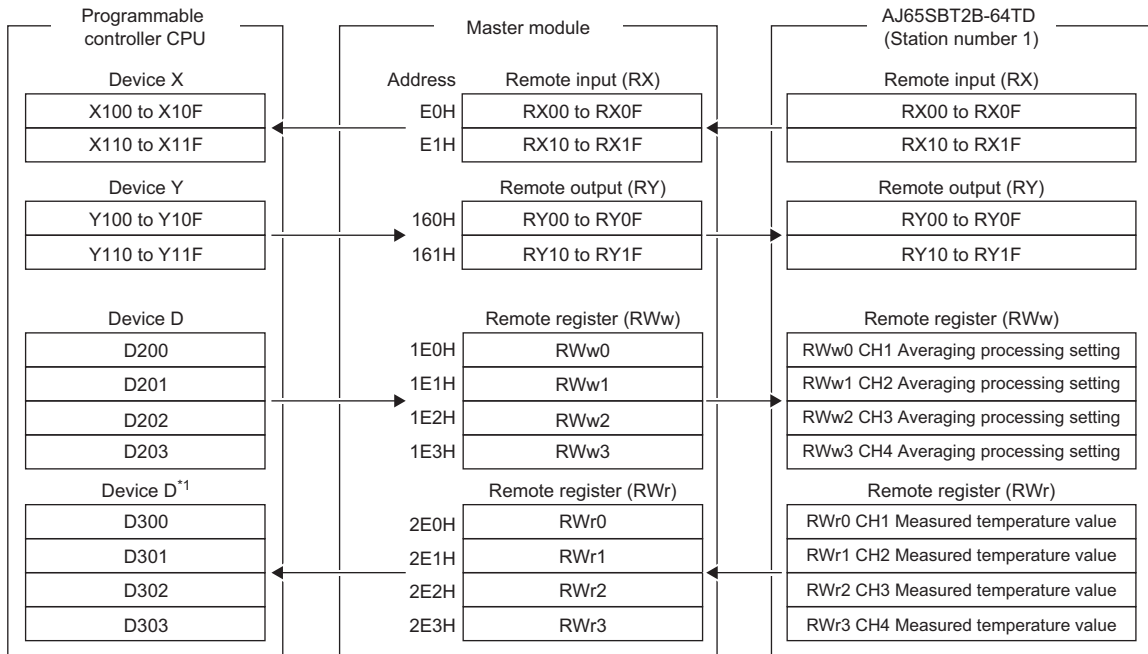 Programmable
controller CPU
Master module
AJ65SBT2B-64TD
(Station number 1)
Device X
Address
Remote input (RX)
Remote input (RX)
X100 to X10F
E0H
RX00 to RX0F
RX00 to RX0F
X110 to X11F
E1H
RX10 to RX1F
RX10 to RX1F
Device Y
Remote output (RY)
Remote output (RY)
Y100 to Y10F
160H
RY00 to RY0F
RY00 to RY0F
Y110 to Y11F
161H
RY10 to RY1F
RY10 to RY1F
Device D
Remote register (RWw)
Remote register (RWw)
D200
1E0H
RWw0
RWw0 CH1 Averaging processing setting
D201
1E1H
RWw1
RWw1 CH2 Averaging processing setting
D202
1E2H
RWw2
RWw2 CH3 Averaging processing setting
D203
1E3H
RWw3
RWw3 CH4 Averaging processing setting
Device D*1
Remote register (RWr)
Remote register (RWr)
D300
2E0H
RWr0
RWr0 CH1 Measured temperature value
D301
2E1H
RWr1
RWr1 CH2 Measured temperature value
D302
2E2H
RWr2
RWr2 CH3 Measured temperature value
D303
2E3H
RWr3
RWr3 CH4 Measured temperature value